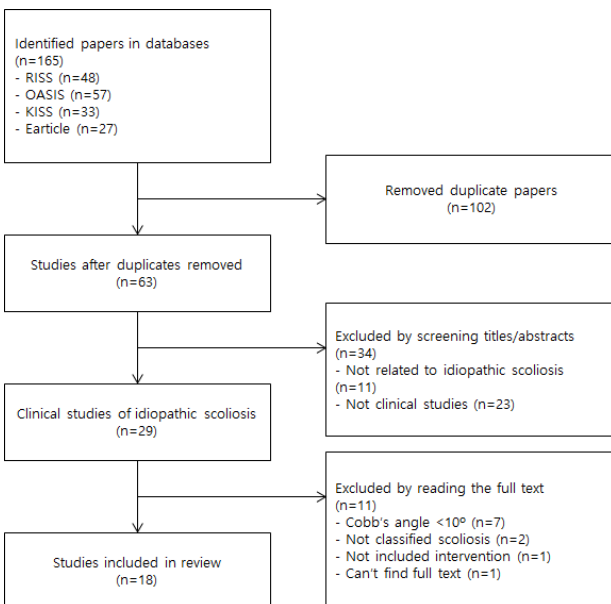 Identified papers in databases
(n=165)
- RISS (n=48)
- OASIS (n=57)
- KISS (n=33)
- Earticle (n=27)
Removed duplicate papers
(n=102)
Studies after duplicates removed
(n=63)
Excluded by screening titles/abstracts
(n=34)
- Not related to idiopathic scoliosis
(n=11)
- Not clinical studies (n=23)
Clinical studies of idiopathic scoliosis
(n=29)
Excluded by reading the full text
(n=11)
- Cobb's angle <10º (n=7)
- Not classified scoliosis (n=2)
- Not included intervention (n=1)
- Can't find full text (n=1)
Studies included in review
(n=18)